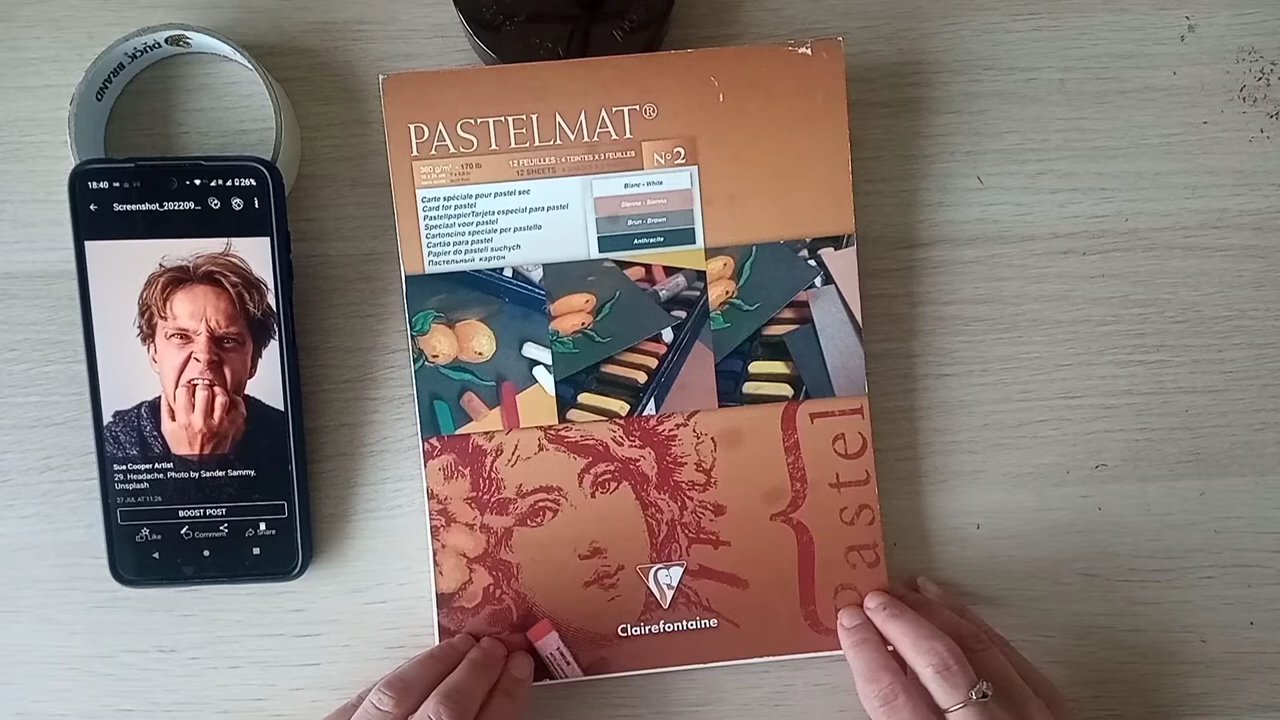 DUCK BRAND
18:40
26%
Screenshot_202209...
Sue Cooper Artist
29. Headache. Photo by Sander Sammy,
Unsplash
27 JUL AT 11:26
BOOST POST
Like
Comment
Share
PASTELMAT®
360 g/m² - 170 lb
12 FEUILLES : 4 TEINTES X 3 FEUILLES
12 SHEETS
N°2
Carte spéciale pour pastel sec
Card for pastel
PastellpapierTarjeta especial para pastel
Speciaal voor pastel
Cartoncino speciale per pastello
Cartão para pastel
Papier do pasteli suchych
Пастельный картон
Blanc - White
Sienne - Sienna
Brun - Brown
Anthracite
Pastel
Clairefontaine